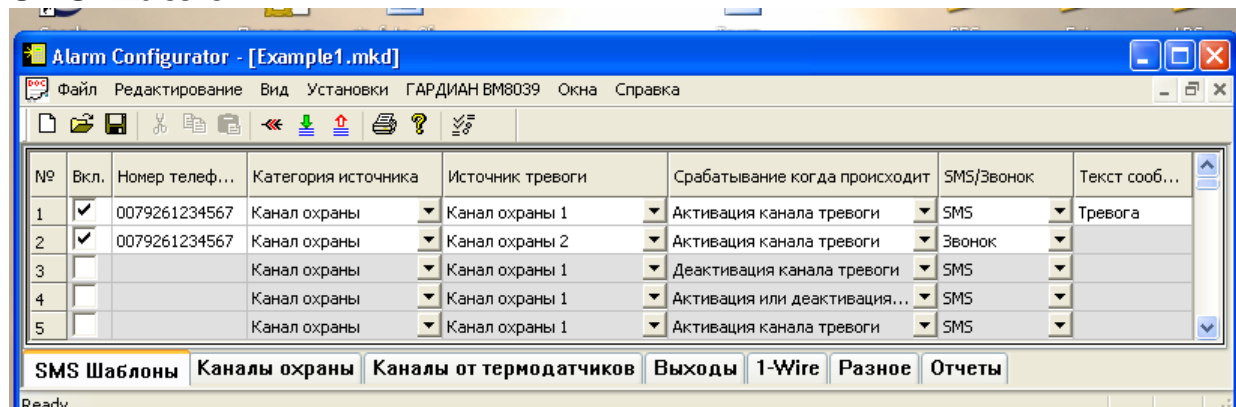 Alarm Configurator - [Example1.mkd]
DOC Файл Редактирование Вид Установки ГАРДИАН ВМ8039 Окна Справка
№ Вкл. Номер телеф... Категория источника Источник тревоги Срабатывание когда происходит SMS/Звонок Текст сооб...
1 0079261234567 Канал охраны Канал охраны 1 Активация канала тревоги SMS Тревога
2 0079261234567 Канал охраны Канал охраны 2 Активация канала тревоги Звонок
3 Канал охраны Канал охраны 1 Деактивация канала тревоги SMS
4 Канал охраны Канал охраны 1 Активация или деактивация... SMS
5 Канал охраны Канал охраны 1 Активация канала тревоги SMS
SMS Шаблоны Каналы охраны Каналы от термодатчиков Выходы 1-Wire Разное Отчеты
Ready